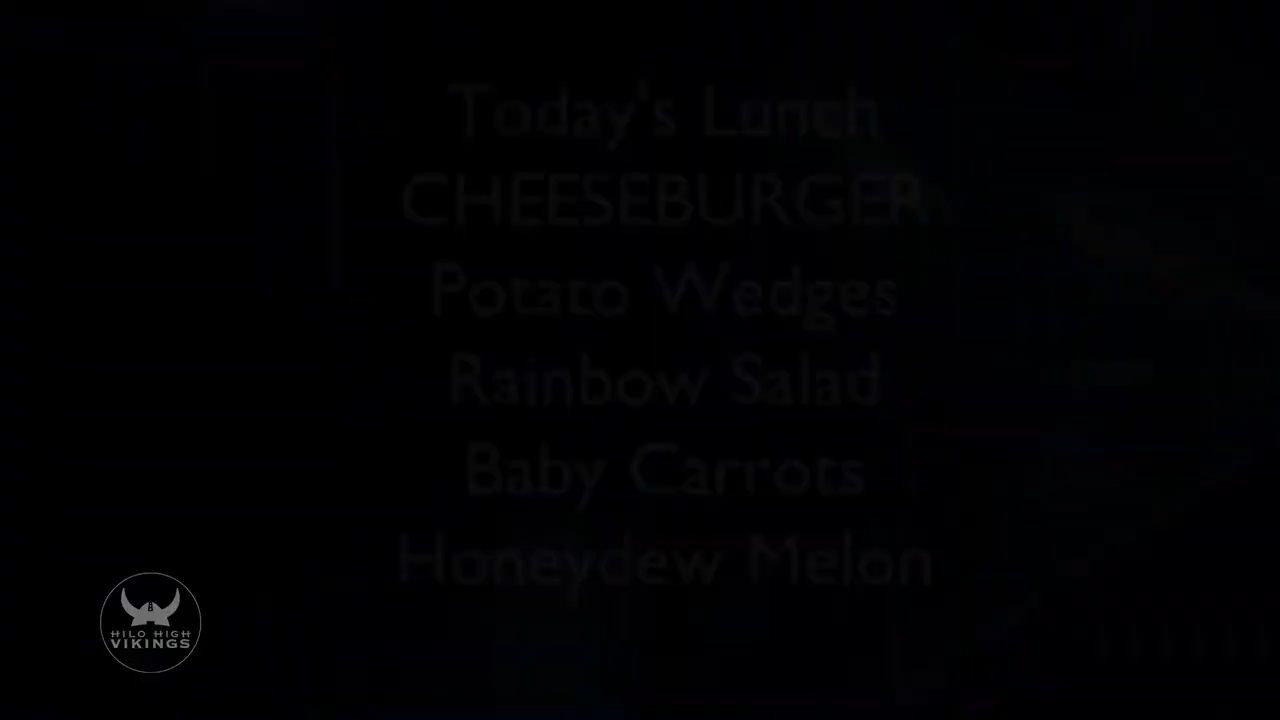 Today's Lunch
CHEESEBURGER
Potato Wedges
Rainbow Salad
Baby Carrots
Honeydew Melon
HILO HIGH
VIKINGS